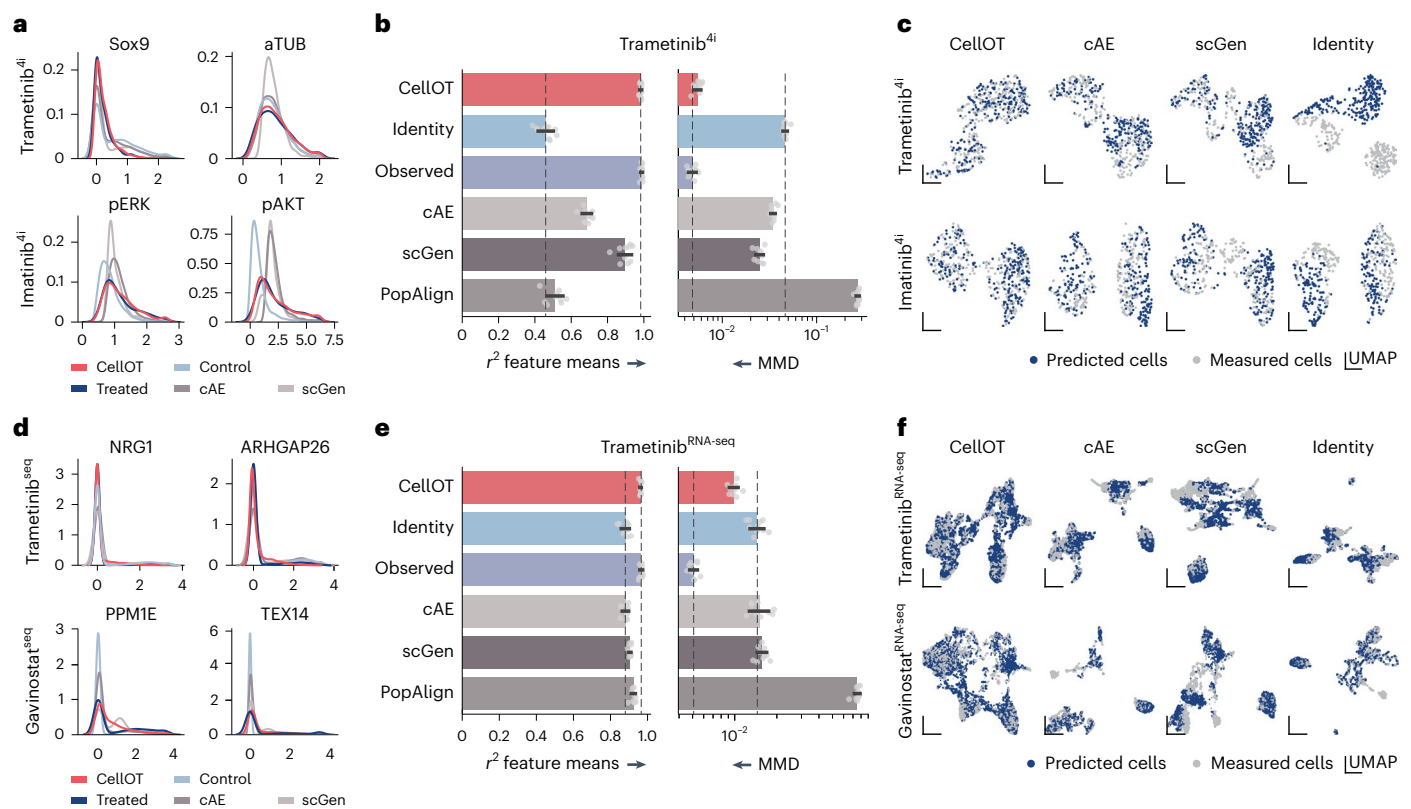 a
Sox9
aTUB
Trametinib4i
0.2
0.1
0
0 1 2
0.2
0.1
0
0 1 2
pERK
pAKT
Imatinib4i
0.2
0.1
0
0 1 2 3
0.75
0.50
0.25
0
0 2.5 5.0 7.5
CellOT
Control
Treated
cAE
scGen
b
Trametinib4i
CellOT
Identity
Observed
cAE
scGen
PopAlign
0 0.2 0.4 0.6 0.8 1.0
r2 feature means
10−2 10−1
MMD
c
CellOT cAE scGen Identity
Trametinib4i
Imatinib4i
Predicted cells
Measured cells
UMAP
d
NRG1
ARHGAP26
Trametinibseq
3
2
1
0
0 2 4
2
1
0
0 2 4
PPM1E
TEX14
Gavinostatseq
3
2
1
0
0 2 4
6
4
2
0
0 2 4
CellOT
Control
Treated
cAE
scGen
e
TrametinibRNA-seq
CellOT
Identity
Observed
cAE
scGen
PopAlign
0 0.2 0.4 0.6 0.8 1.0
r2 feature means
10−2
MMD
f
CellOT cAE scGen Identity
TrametinibRNA-seq
GavinostatRNA-seq
Predicted cells
Measured cells
UMAP